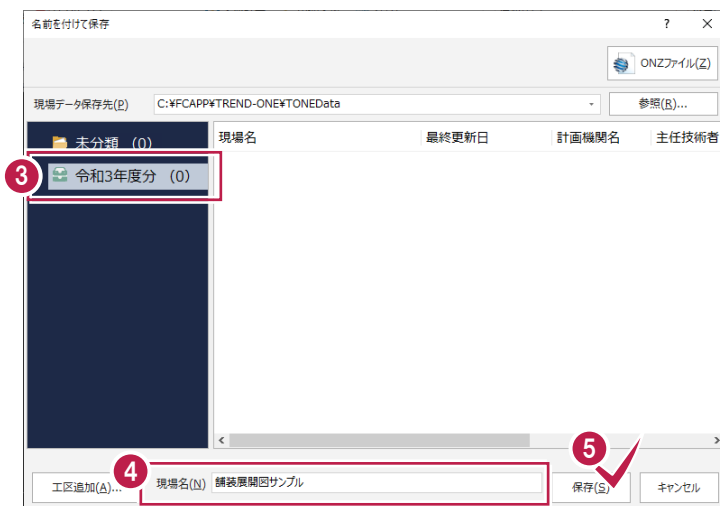 名前を付けて保存
ONZファイル(Z)
現場データ保存先(P) C:¥FCAPP¥TREND-ONE¥TONEData 参照(R)...
未分類 (0) 現場名 最終更新日 計画機関名 主任技術者
3 令和3年度分 (0)
5
4
工区追加(A)... 現場名(N) 舗装展開図サンプル 保存(S) キャンセル